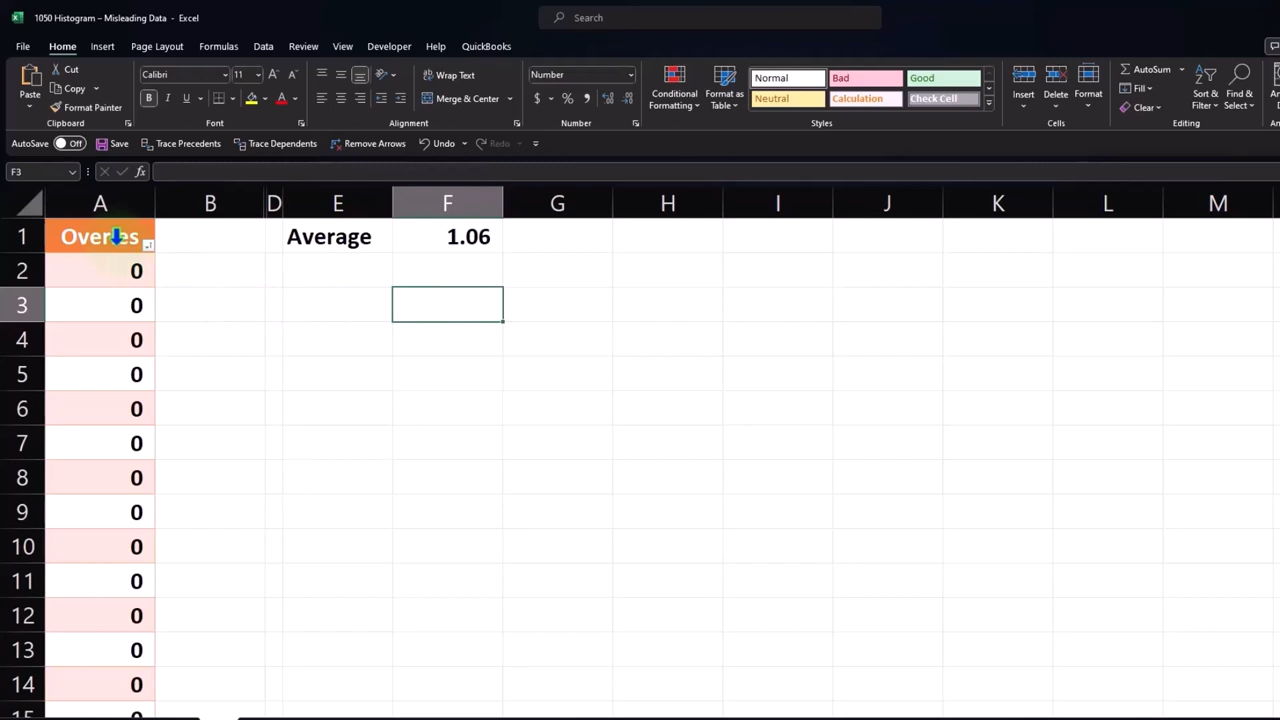 1050 Histogram – Misleading Data - Excel
Search
File Home Insert Page Layout Formulas Data Review View Developer Help QuickBooks
Paste
Cut
Copy
Format Painter
Clipboard
Calibri 11
B I U
Font
Wrap Text
Merge & Center
Alignment
Number
$ %
Number
Conditional Formatting
Format as Table
Normal Bad Good
Neutral Calculation Check Cell
Styles
Insert Delete Format
Cells
AutoSum
Fill
Clear
Sort & Filter
Find & Select
Editing
AutoSave Off Save Trace Precedents Trace Dependents Remove Arrows Undo Redo
F3 fx
A B D E F G H I J K L M
1 Average 1.06
2 0
3 0
4 0
5 0
6 0
7 0
8 0
9 0
10 0
11 0
12 0
13 0
14 0
15 0